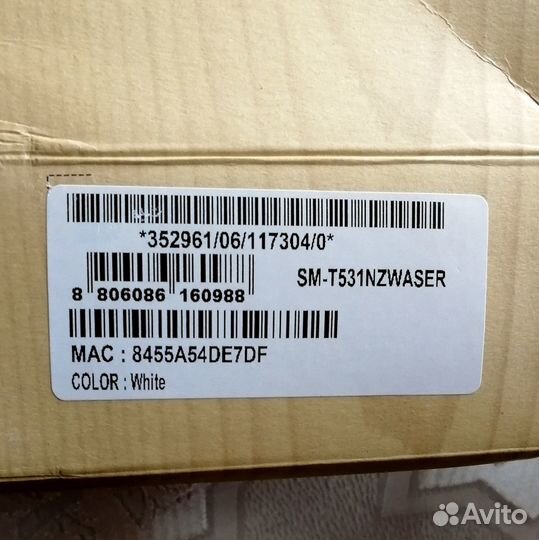 *352961/06/117304/0*
SM-T531NZWASER
8 806086 160988
MAC : 8455A54DE7DF
COLOR : White
Avito